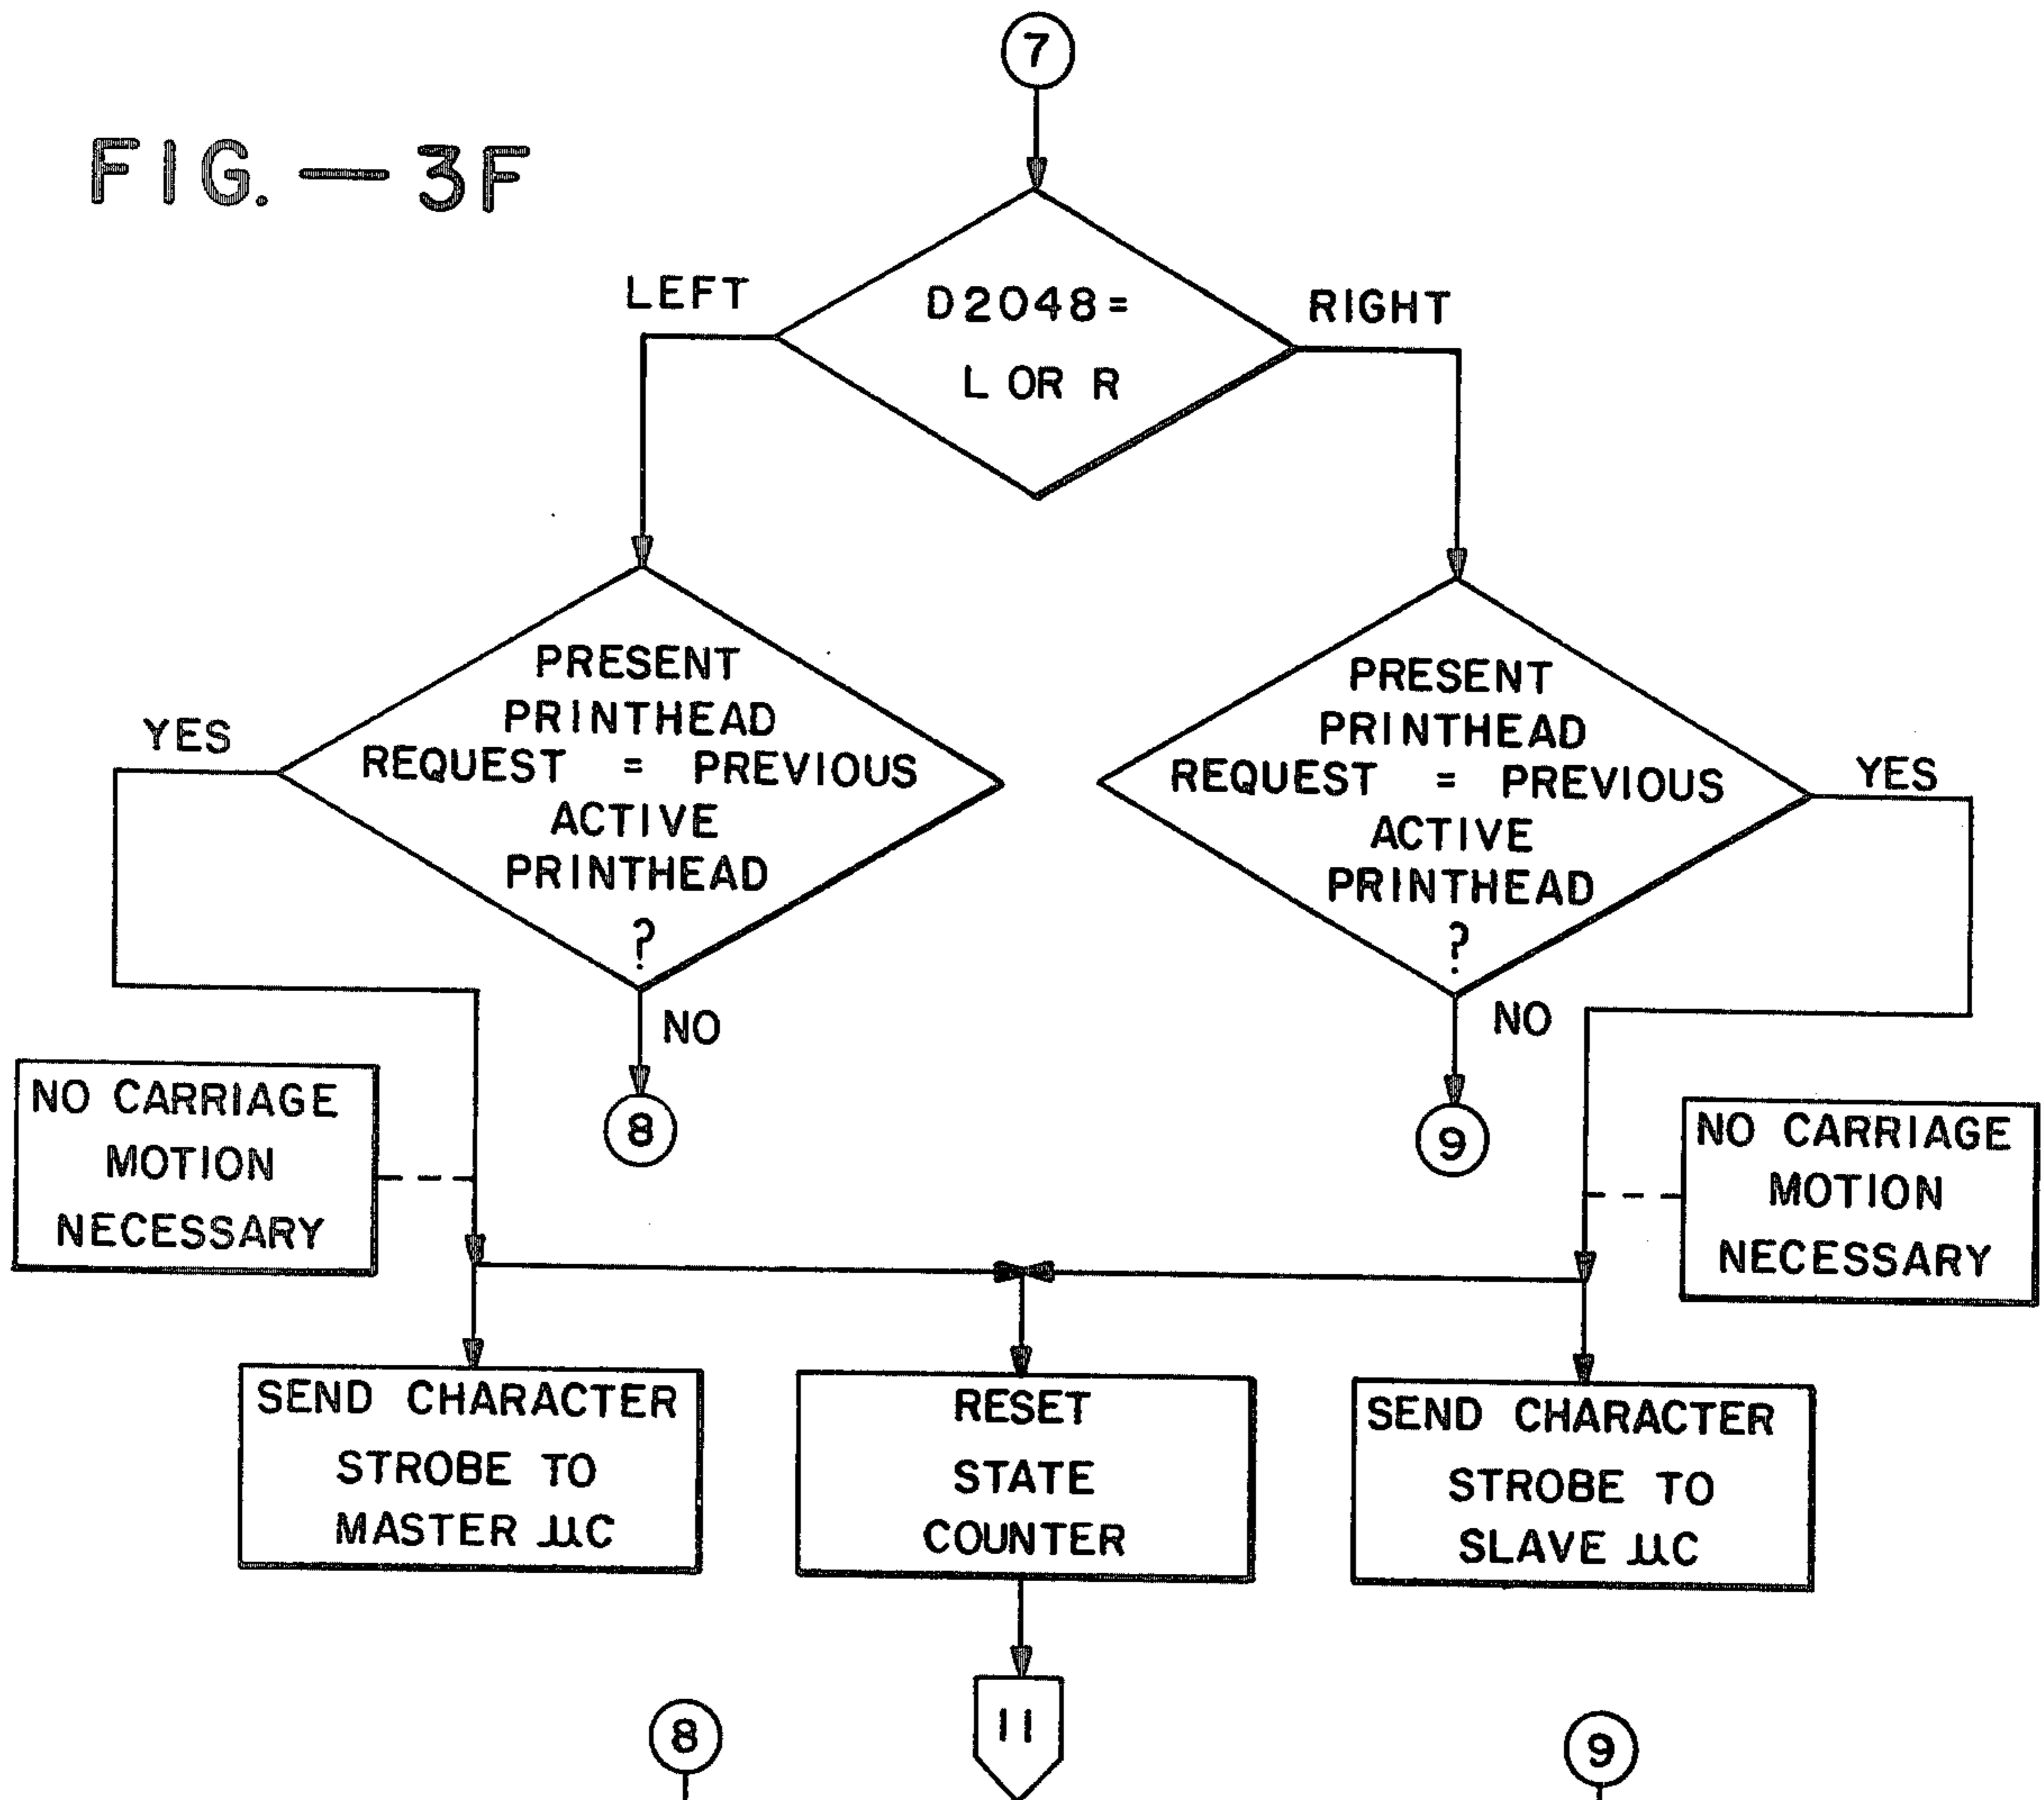 7
FIG.—3F
LEFT
D2048=
L OR R
RIGHT
PRESENT
PRINTHEAD
REQUEST = PREVIOUS
ACTIVE
PRINTHEAD
?
YES
NO
8
PRESENT
PRINTHEAD
REQUEST = PREVIOUS
ACTIVE
PRINTHEAD
?
YES
NO
9
NO CARRIAGE
MOTION
NECESSARY
NO CARRIAGE
MOTION
NECESSARY
SEND CHARACTER
STROBE TO
MASTER μC
RESET
STATE
COUNTER
SEND CHARACTER
STROBE TO
SLAVE μC
8
11
9